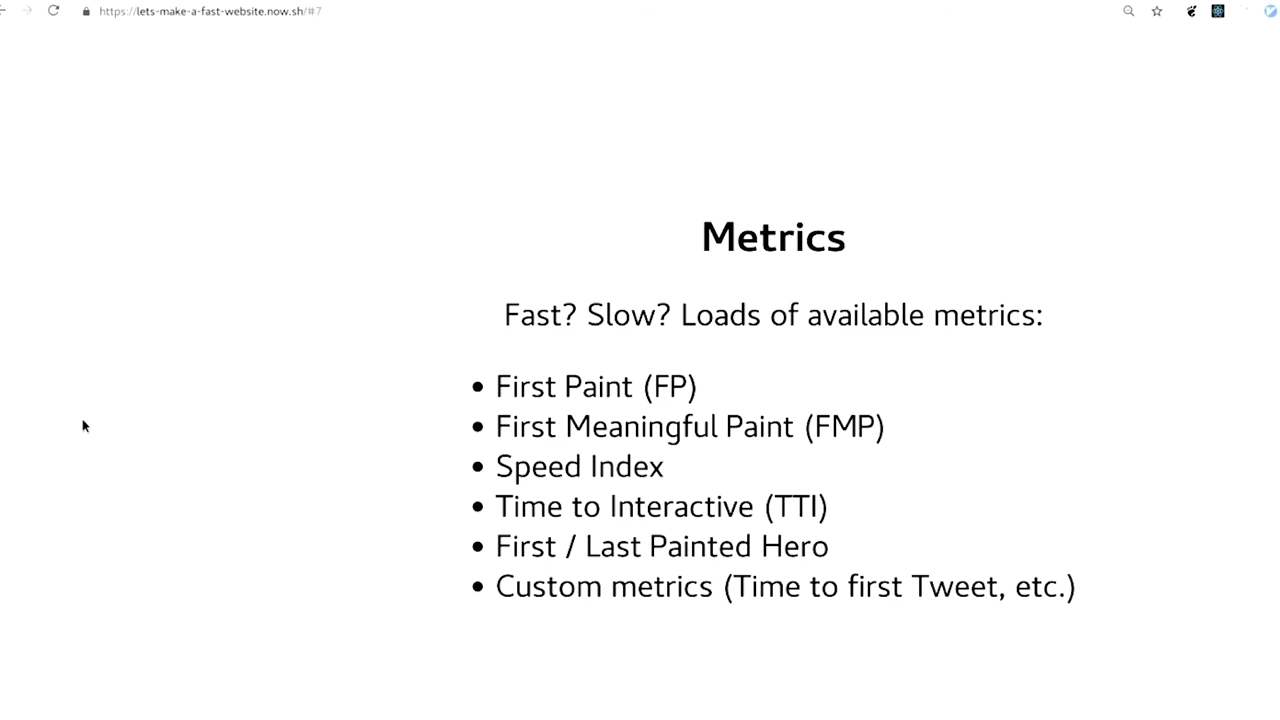 https://lets-make-a-fast-website.now.sh/#7
Metrics
Fast? Slow? Loads of available metrics:
• First Paint (FP)
• First Meaningful Paint (FMP)
• Speed Index
• Time to Interactive (TTI)
• First / Last Painted Hero
• Custom metrics (Time to first Tweet, etc.)